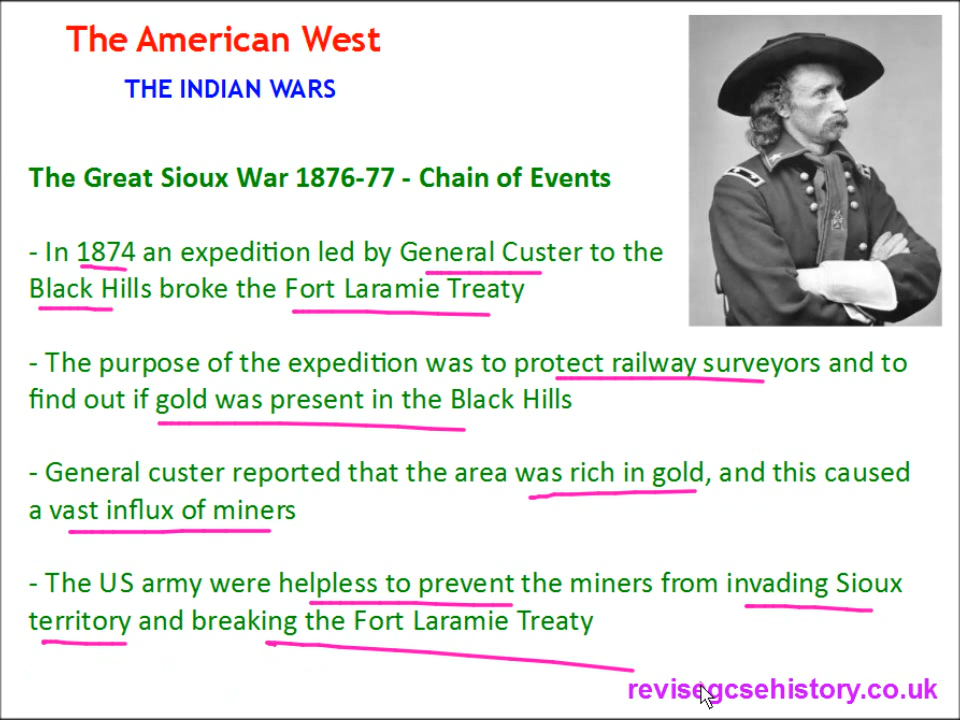 The American West
THE INDIAN WARS
The Great Sioux War 1876-77 - Chain of Events
- In 1874 an expedition led by General Custer to the
Black Hills broke the Fort Laramie Treaty
- The purpose of the expedition was to protect railway surveyors and to
find out if gold was present in the Black Hills
- General custer reported that the area was rich in gold, and this caused
a vast influx of miners
- The US army were helpless to prevent the miners from invading Sioux
territory and breaking the Fort Laramie Treaty
revisegcsehistory.co.uk